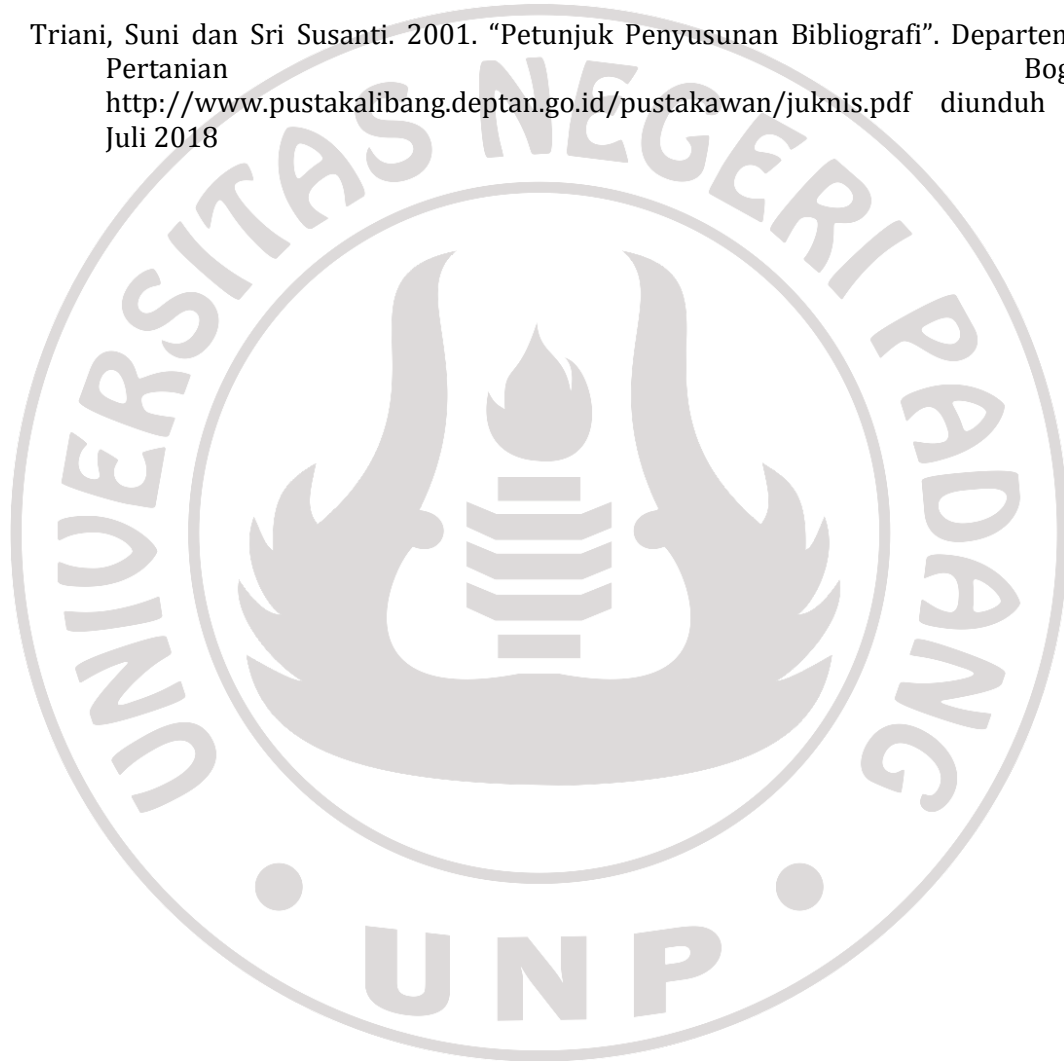 Triani, Suni dan Sri Susanti. 2001. “Petunjuk Penyusunan Bibliografi”. Departem
Pertanian Bog
http://www.pustakalibang.deptan.go.id/pustakawan/juknis.pdf diunduh
Juli 2018
UNIVERSITAS NEGERI PADANG
UNP